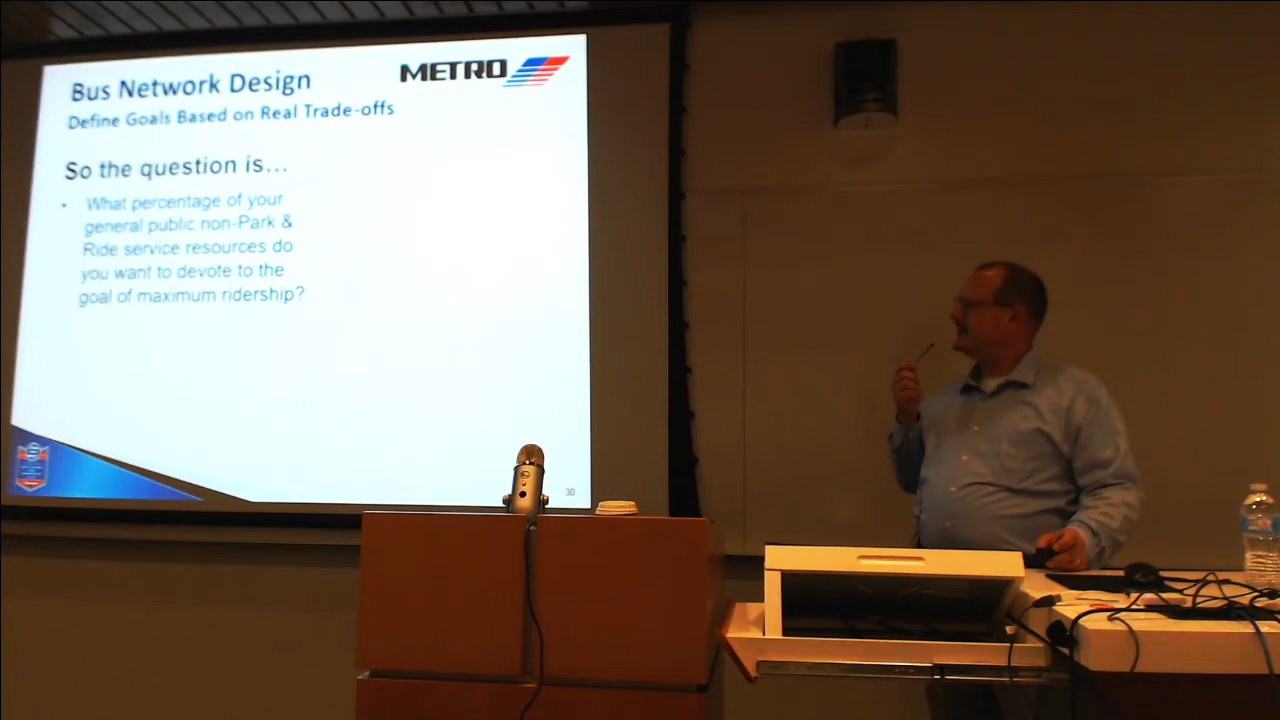 Bus Network Design
METRO
Define Goals Based on Real Trade-offs
So the question is...
• What percentage of your
general public non-Park &
Ride service resources do
you want to devote to the
goal of maximum ridership?
30